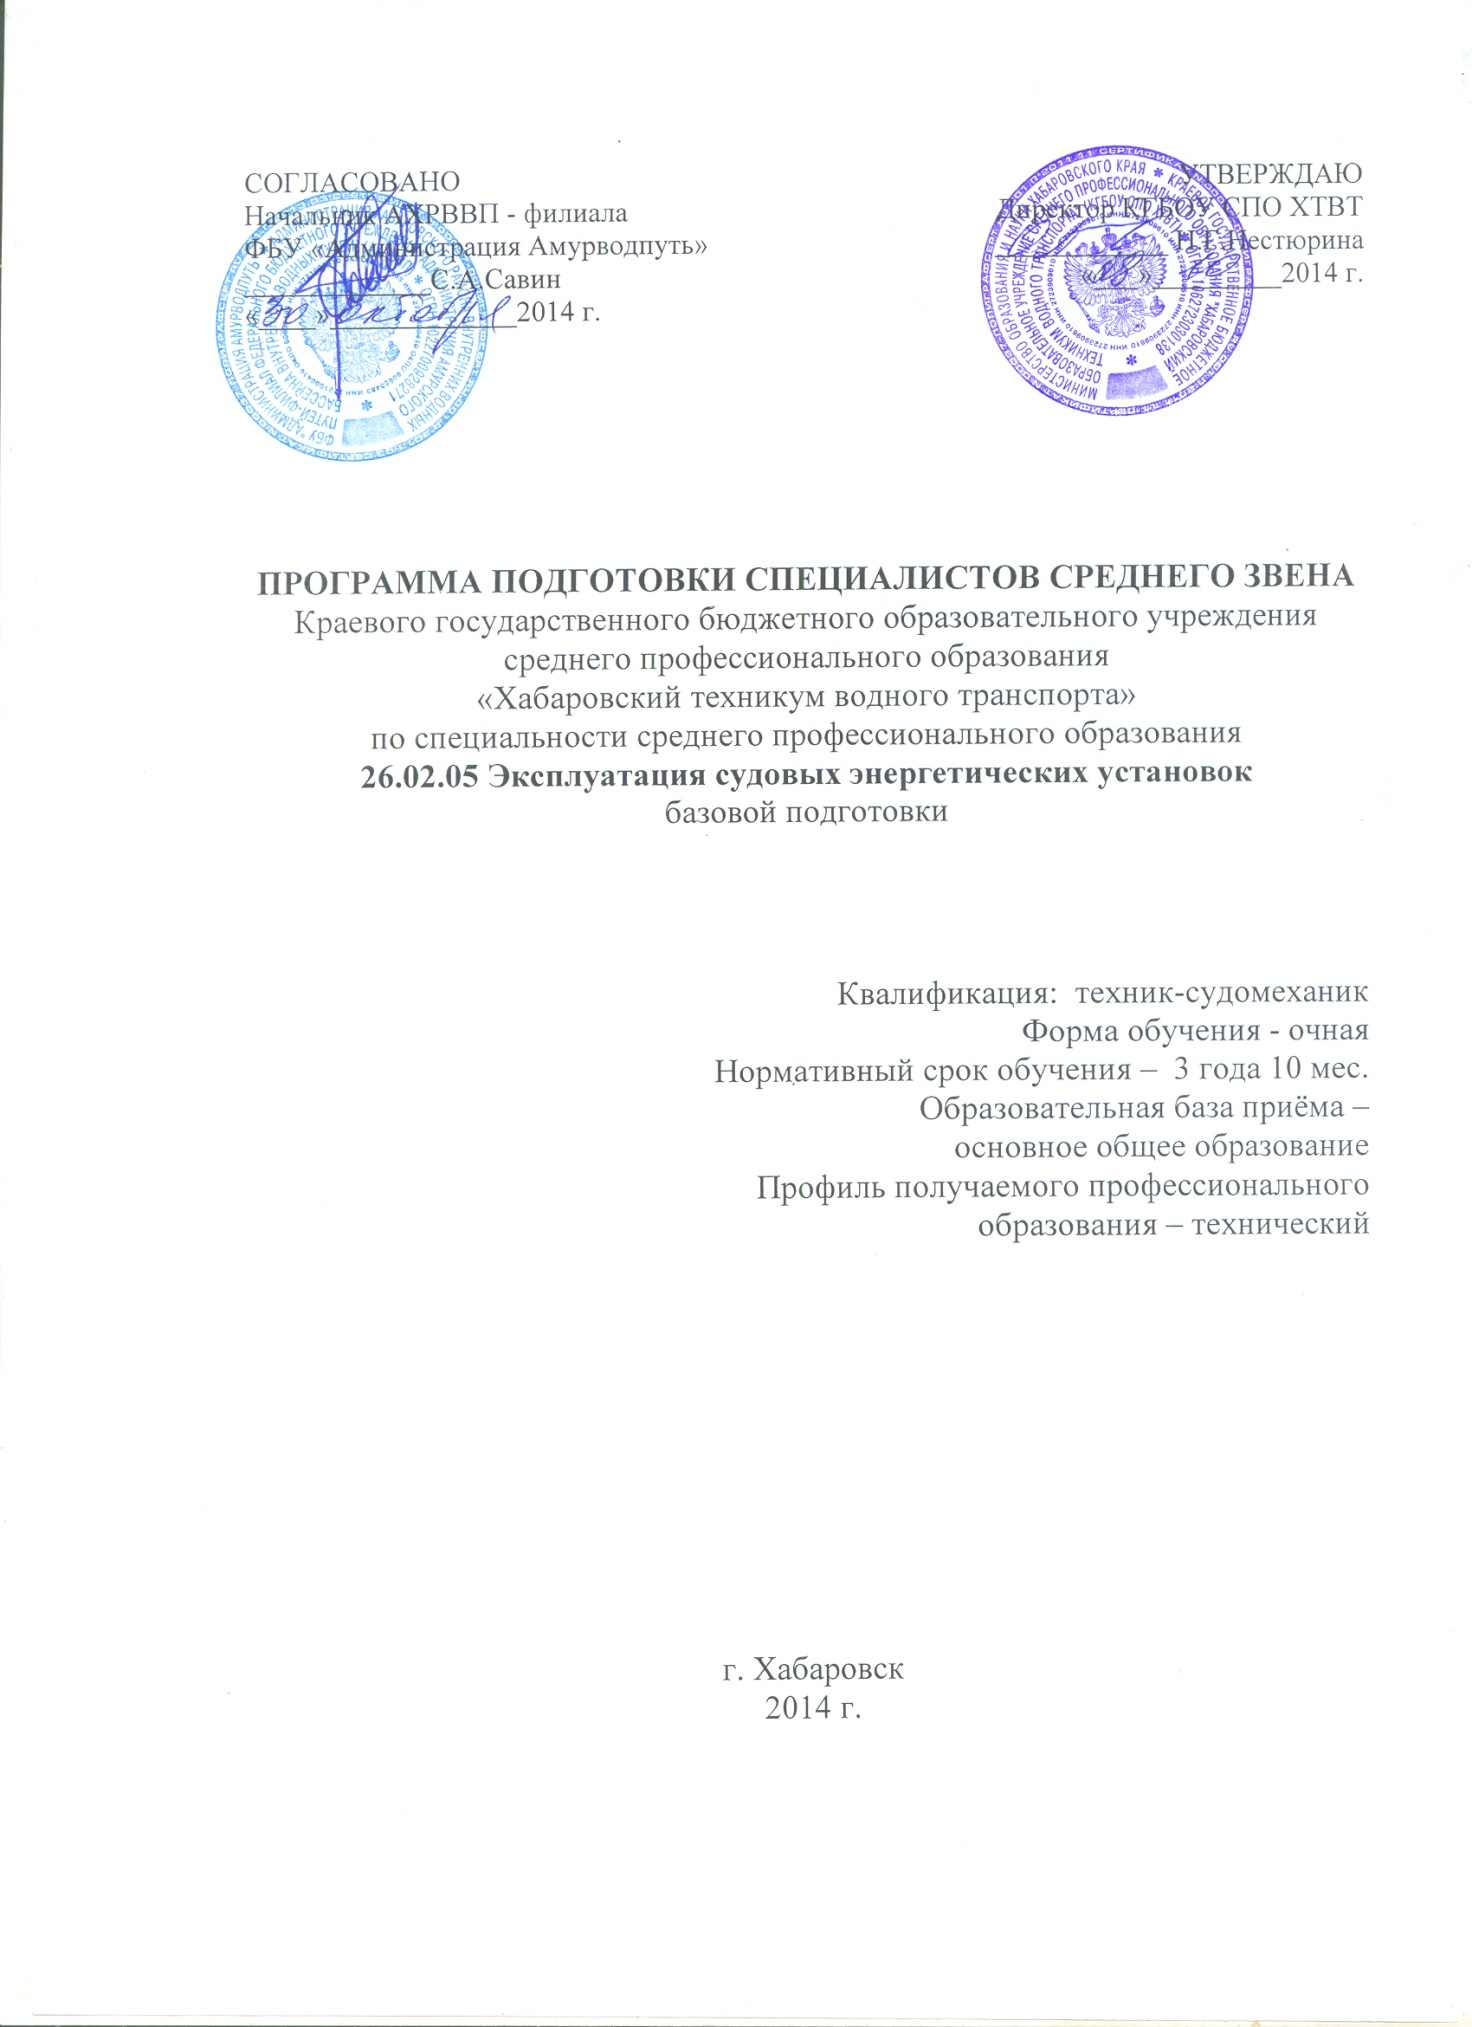 СОГЛАСОВАНО
Начальник АХРВВП - филиала
ФБУ «Администрация Амурводпуть»
С.А.Савин
«30» октября 2014 г.
УТВЕРЖДАЮ
Директор КГБОУ СПО ХТВТ
Нестюрина
2014 г.
ПРОГРАММА ПОДГОТОВКИ СПЕЦИАЛИСТОВ СРЕДНЕГО ЗВЕНА
Краевого государственного бюджетного образовательного учреждения
среднего профессионального образования
«Хабаровский техникум водного транспорта»
по специальности среднего профессионального образования
26.02.05 Эксплуатация судовых энергетических установок
базовой подготовки
Квалификация: техник-судомеханик
Форма обучения - очная
Нормативный срок обучения – 3 года 10 мес.
Образовательная база приёма –
основное общее образование
Профиль получаемого профессионального
образования – технический
г. Хабаровск
2014 г.